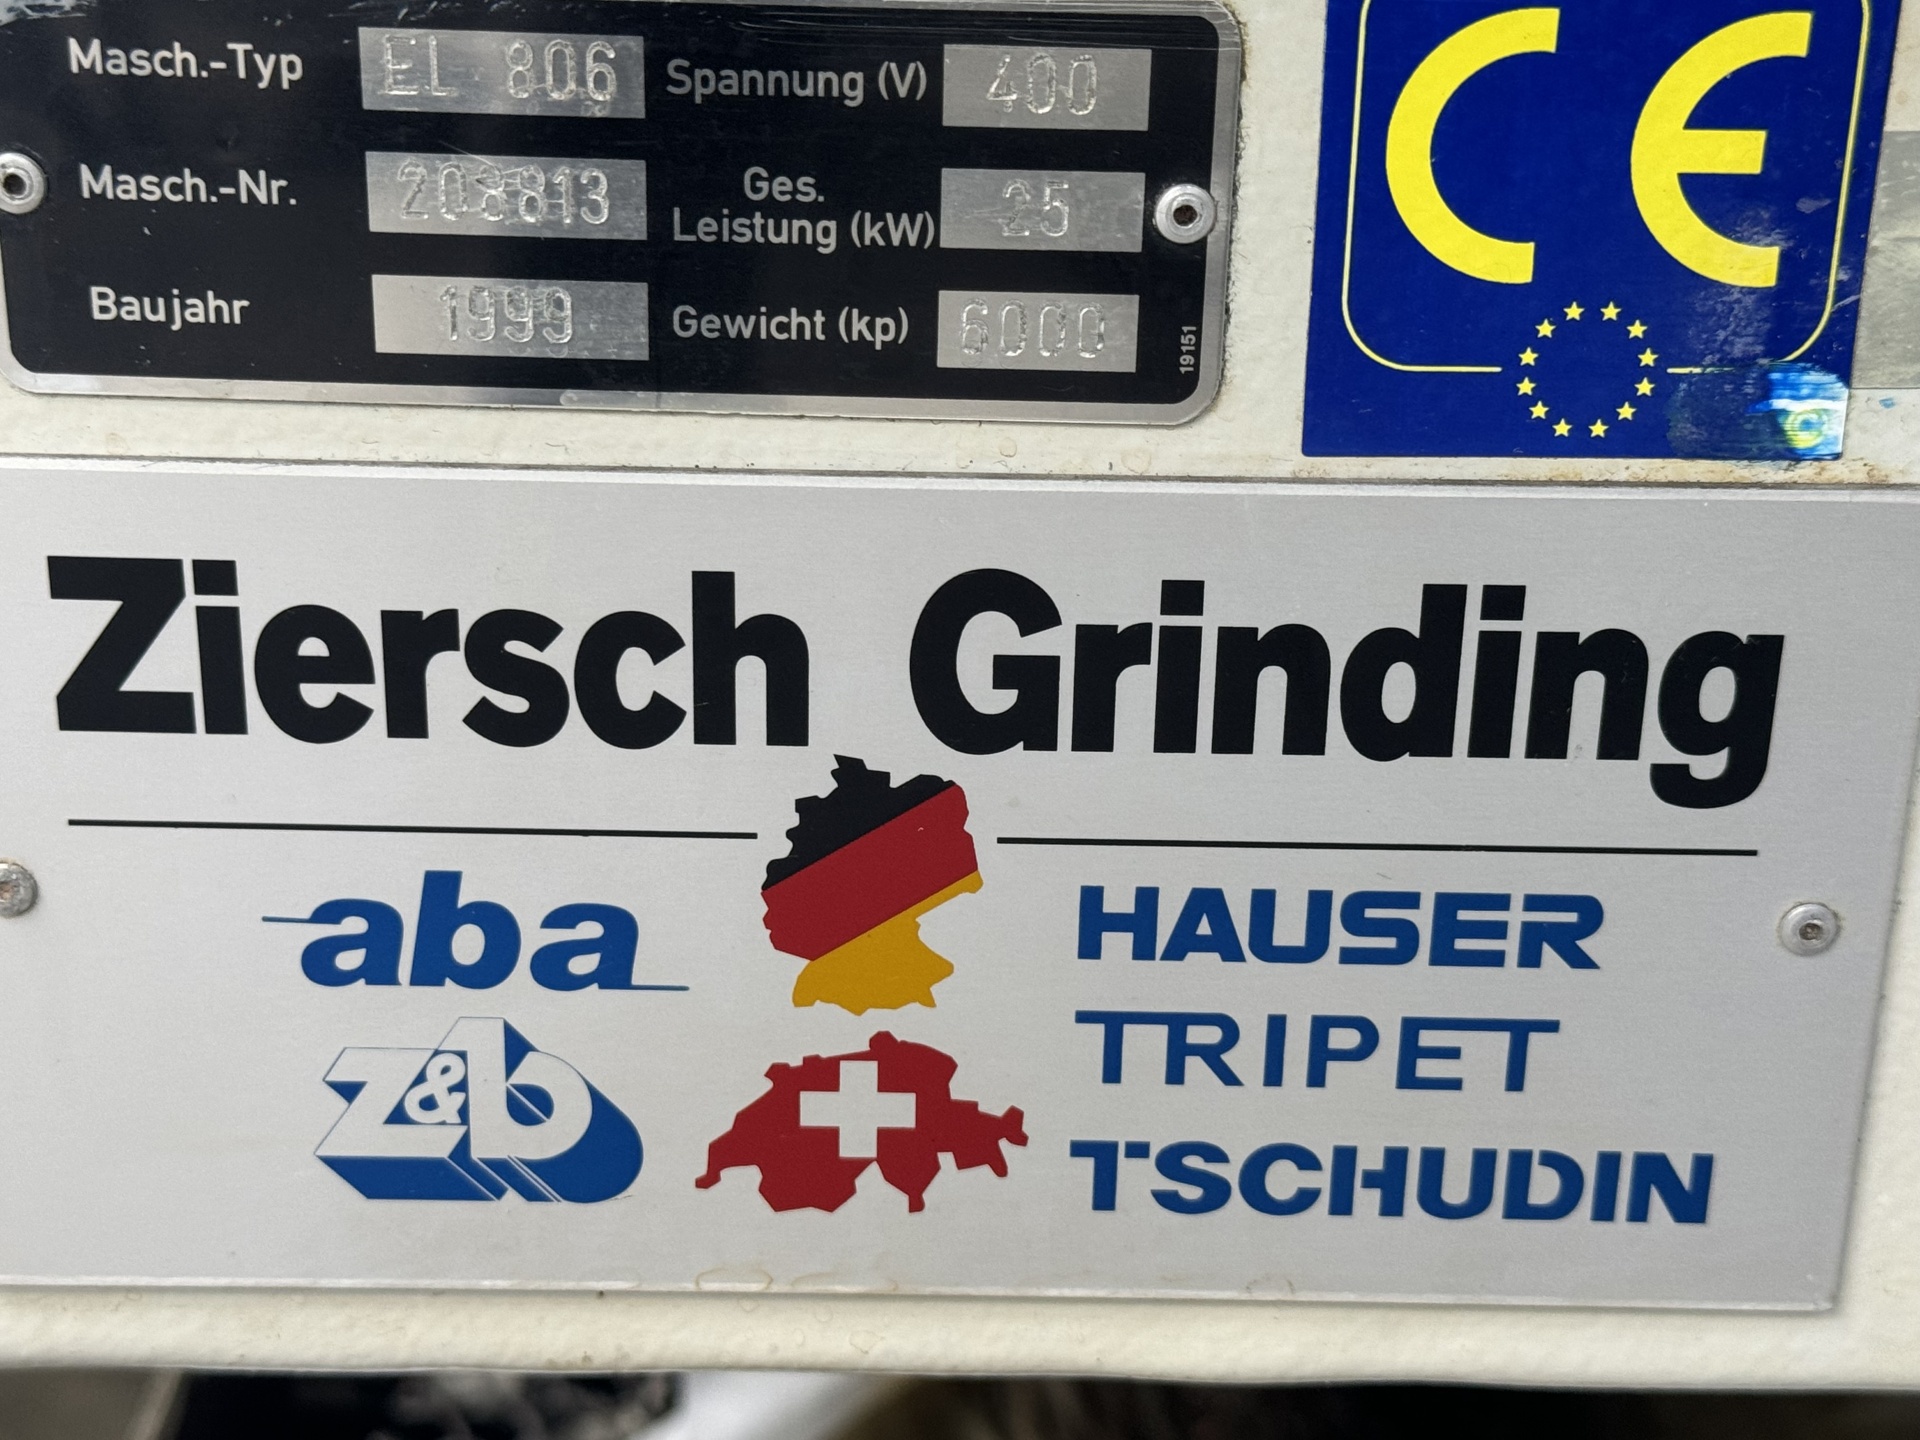 Masch.-Typ EL 806 Spannung (V) 400
Masch.-Nr. 208813 Ges. Leistung (kW) 25
Baujahr 1999 Gewicht (kp) 6000
19151
CE
Ziersch Grinding
aba
z&b
HAUSER
TRIPET
TSCHUDIN